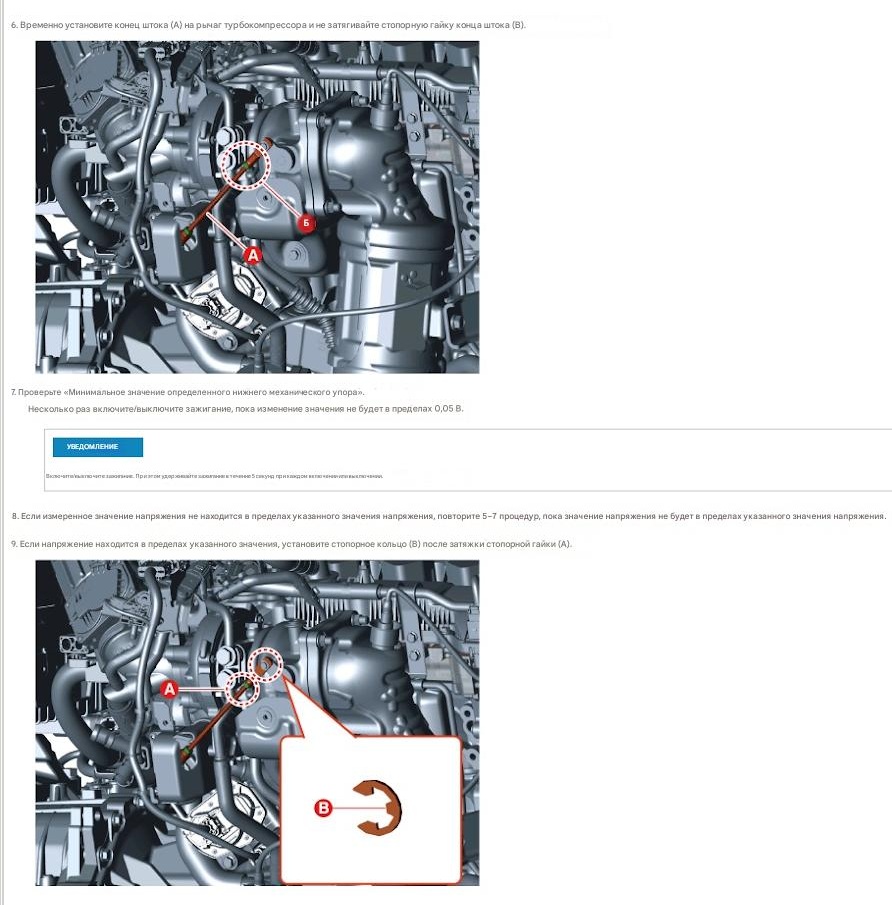 6. Временно установите конец штока (А) на рычаг турбокомпрессора и не затягивайте стопорную гайку конца штока (В).
Б
А
7. Проверьте «Минимальное значение определенного нижнего механического упора».
Несколько раз включите/выключите зажигание, пока изменение значения не будет в пределах 0,05 В.
УВЕДОМЛЕНИЕ
Включите/выключите зажигание. При этом удерживайте зажигание в течение 5 секунд при каждом включении или выключении.
8. Если измеренное значение напряжения не находится в пределах указанного значения напряжения, повторите 5–7 процедур, пока значение напряжения не будет в пределах указанного значения напряжения.
9. Если напряжение находится в пределах указанного значения, установите стопорное кольцо (В) после затяжки стопорной гайки (А).
А
В